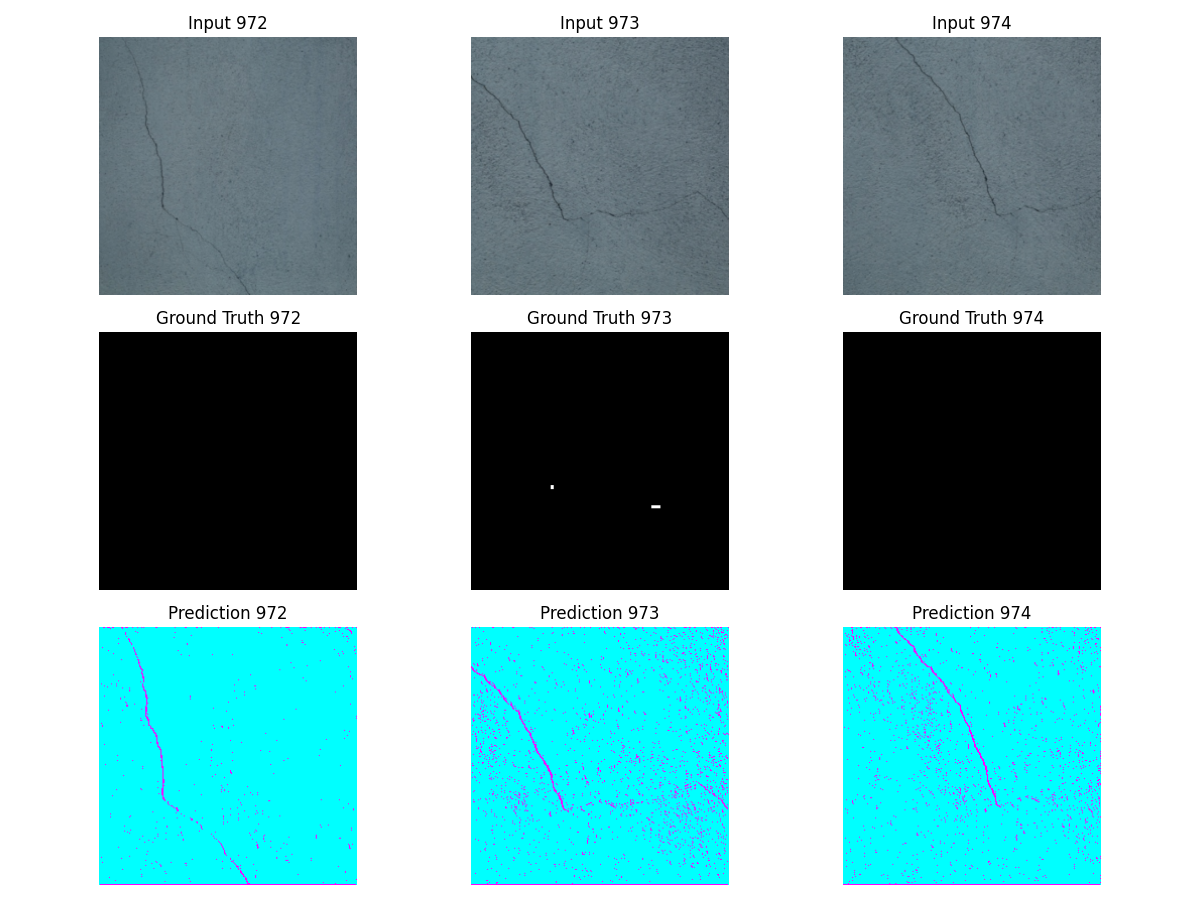 Input 972
Input 973
Input 974
Ground Truth 972
Ground Truth 973
Ground Truth 974
Prediction 972
Prediction 973
Prediction 974